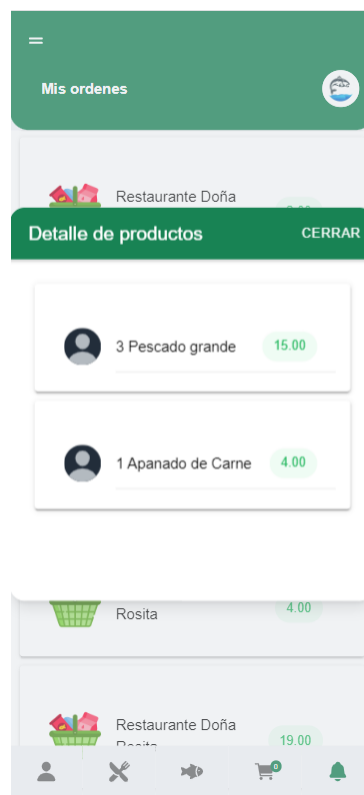 Mis ordenes
Restaurante Doña
Detalle de productos
CERRAR
3 Pescado grande
15.00
1 Apanado de Carne
4.00
Rosita
4.00
Restaurante Doña
Rosita
19.00
0